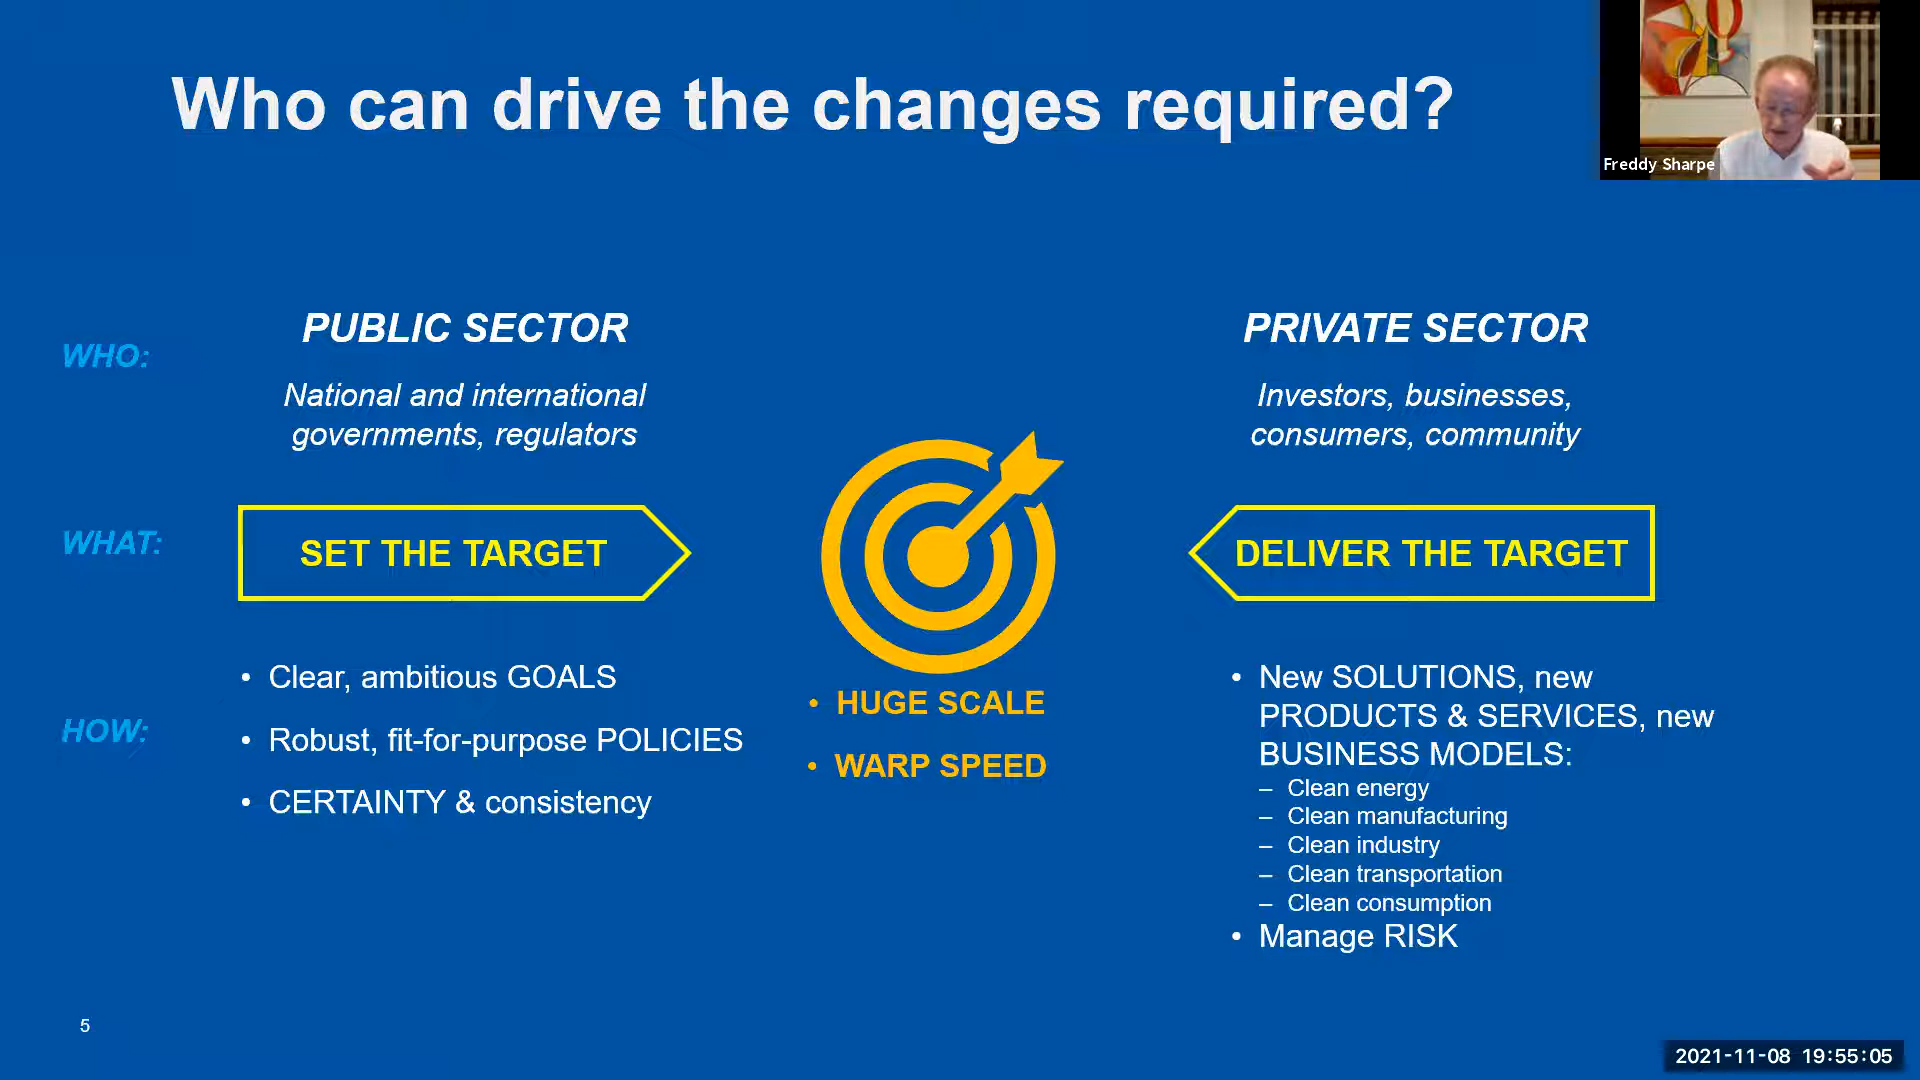 Who can drive the changes required?
Freddy Sharpe
WHO:
PUBLIC SECTOR
National and international
governments, regulators
PRIVATE SECTOR
Investors, businesses,
consumers, community
WHAT:
SET THE TARGET
DELIVER THE TARGET
HOW:
• Clear, ambitious GOALS
• Robust, fit-for-purpose POLICIES
• CERTAINTY & consistency
• HUGE SCALE
• WARP SPEED
• New SOLUTIONS, new
PRODUCTS & SERVICES, new
BUSINESS MODELS:
– Clean energy
– Clean manufacturing
– Clean industry
– Clean transportation
– Clean consumption
• Manage RISK
5
2021-11-08 19:55:05